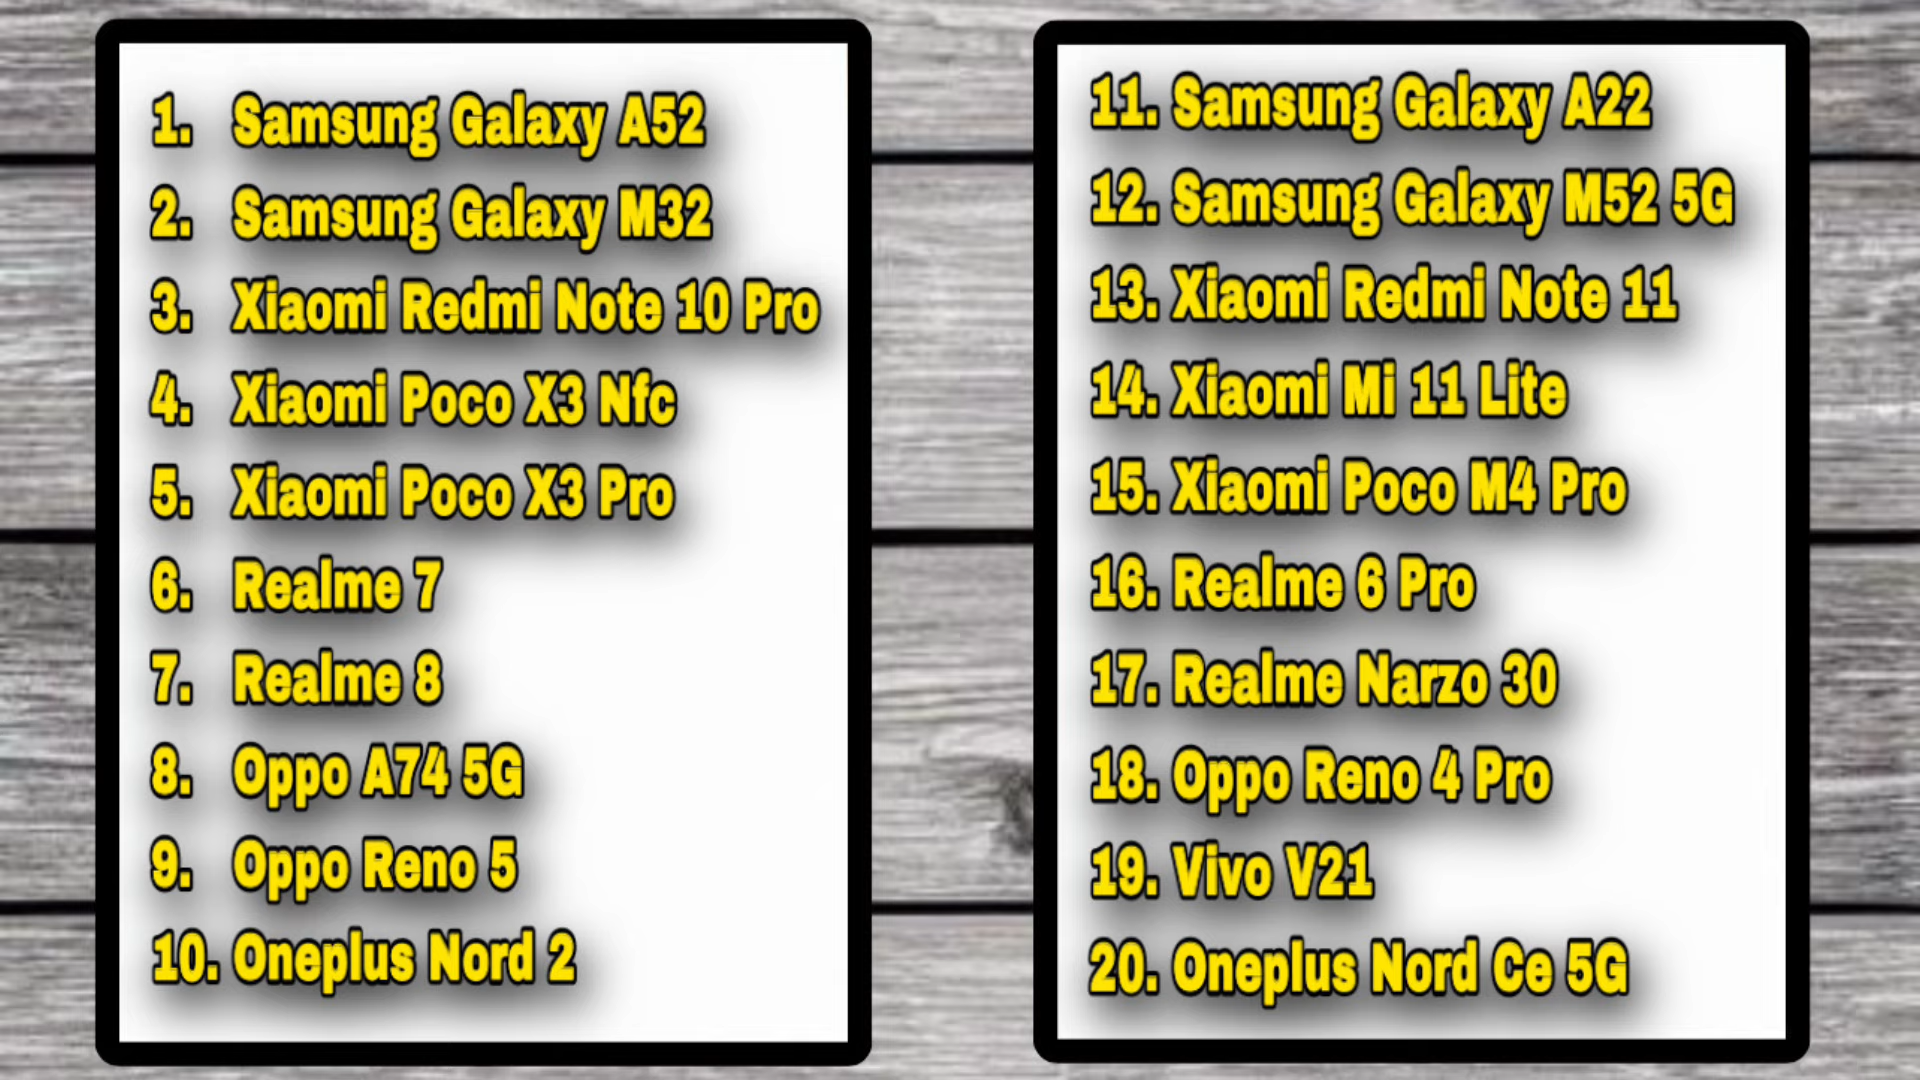 1. Samsung Galaxy A52
2. Samsung Galaxy M32
3. Xiaomi Redmi Note 10 Pro
4. Xiaomi Poco X3 Nfc
5. Xiaomi Poco X3 Pro
6. Realme 7
7. Realme 8
8. Oppo A74 5G
9. Oppo Reno 5
10. Oneplus Nord 2
11. Samsung Galaxy A22
12. Samsung Galaxy M52 5G
13. Xiaomi Redmi Note 11
14. Xiaomi Mi 11 Lite
15. Xiaomi Poco M4 Pro
16. Realme 6 Pro
17. Realme Narzo 30
18. Oppo Reno 4 Pro
19. Vivo V21
20. Oneplus Nord Ce 5G